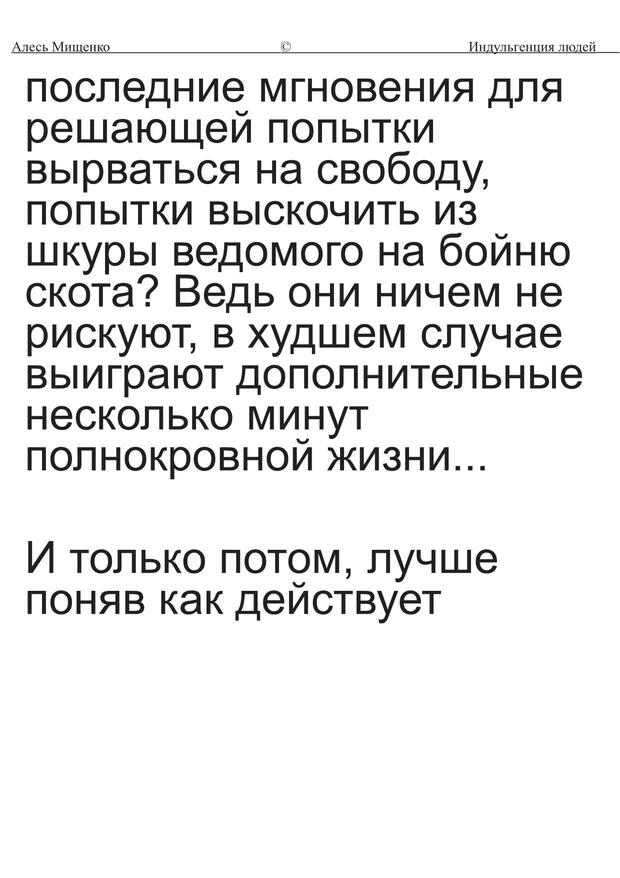 Алесь Мищенко © Индульгенция людей
последние мгновения для
решающей попытки
вырваться на свободу,
попытки выскочить из
шкуры ведомого на бойню
скота? Ведь они ничем не
рискуют, в худшем случае
выиграют дополнительные
несколько минут
полнокровной жизни...
И только потом, лучше
поняв как действует